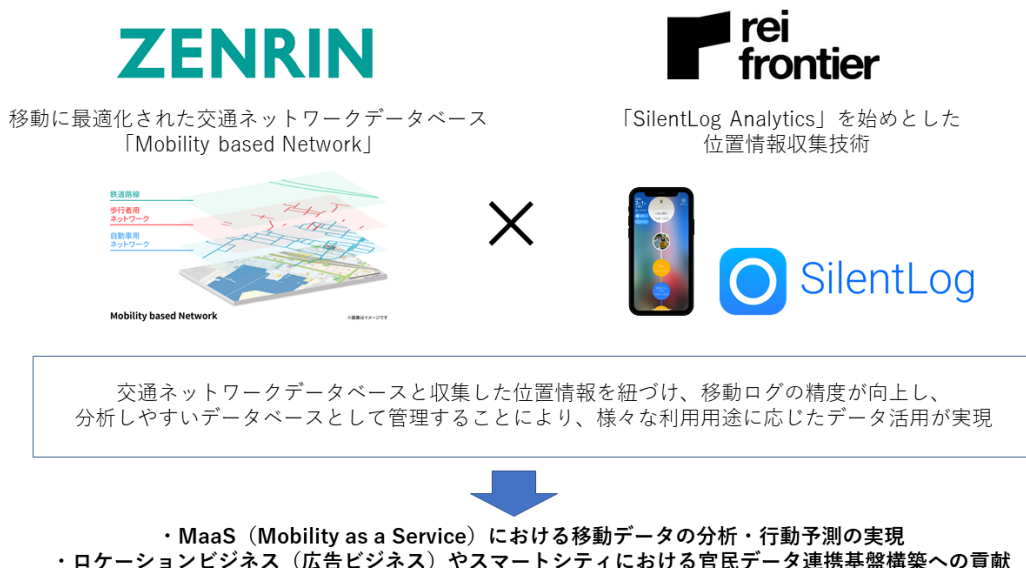 ZENRIN
rei
frontier
移動に最適化された交通ネットワークデータベース
「Mobility based Network」
「SilentLog Analytics」を始めとした
位置情報収集技術
鉄道路線
歩行者用
ネットワーク
自動車用
ネットワーク
Mobility based Network
※画像はイメージです
×
SilentLog
交通ネットワークデータベースと収集した位置情報を紐づけ、移動ログの精度が向上し、
分析しやすいデータベースとして管理することにより、様々な利用用途に応じたデータ活用が実現
・MaaS（Mobility as a Service）における移動データの分析・行動予測の実現
・ロケーションビジネス（広告ビジネス）やスマートシティにおける官民データ連携基盤構築への貢献